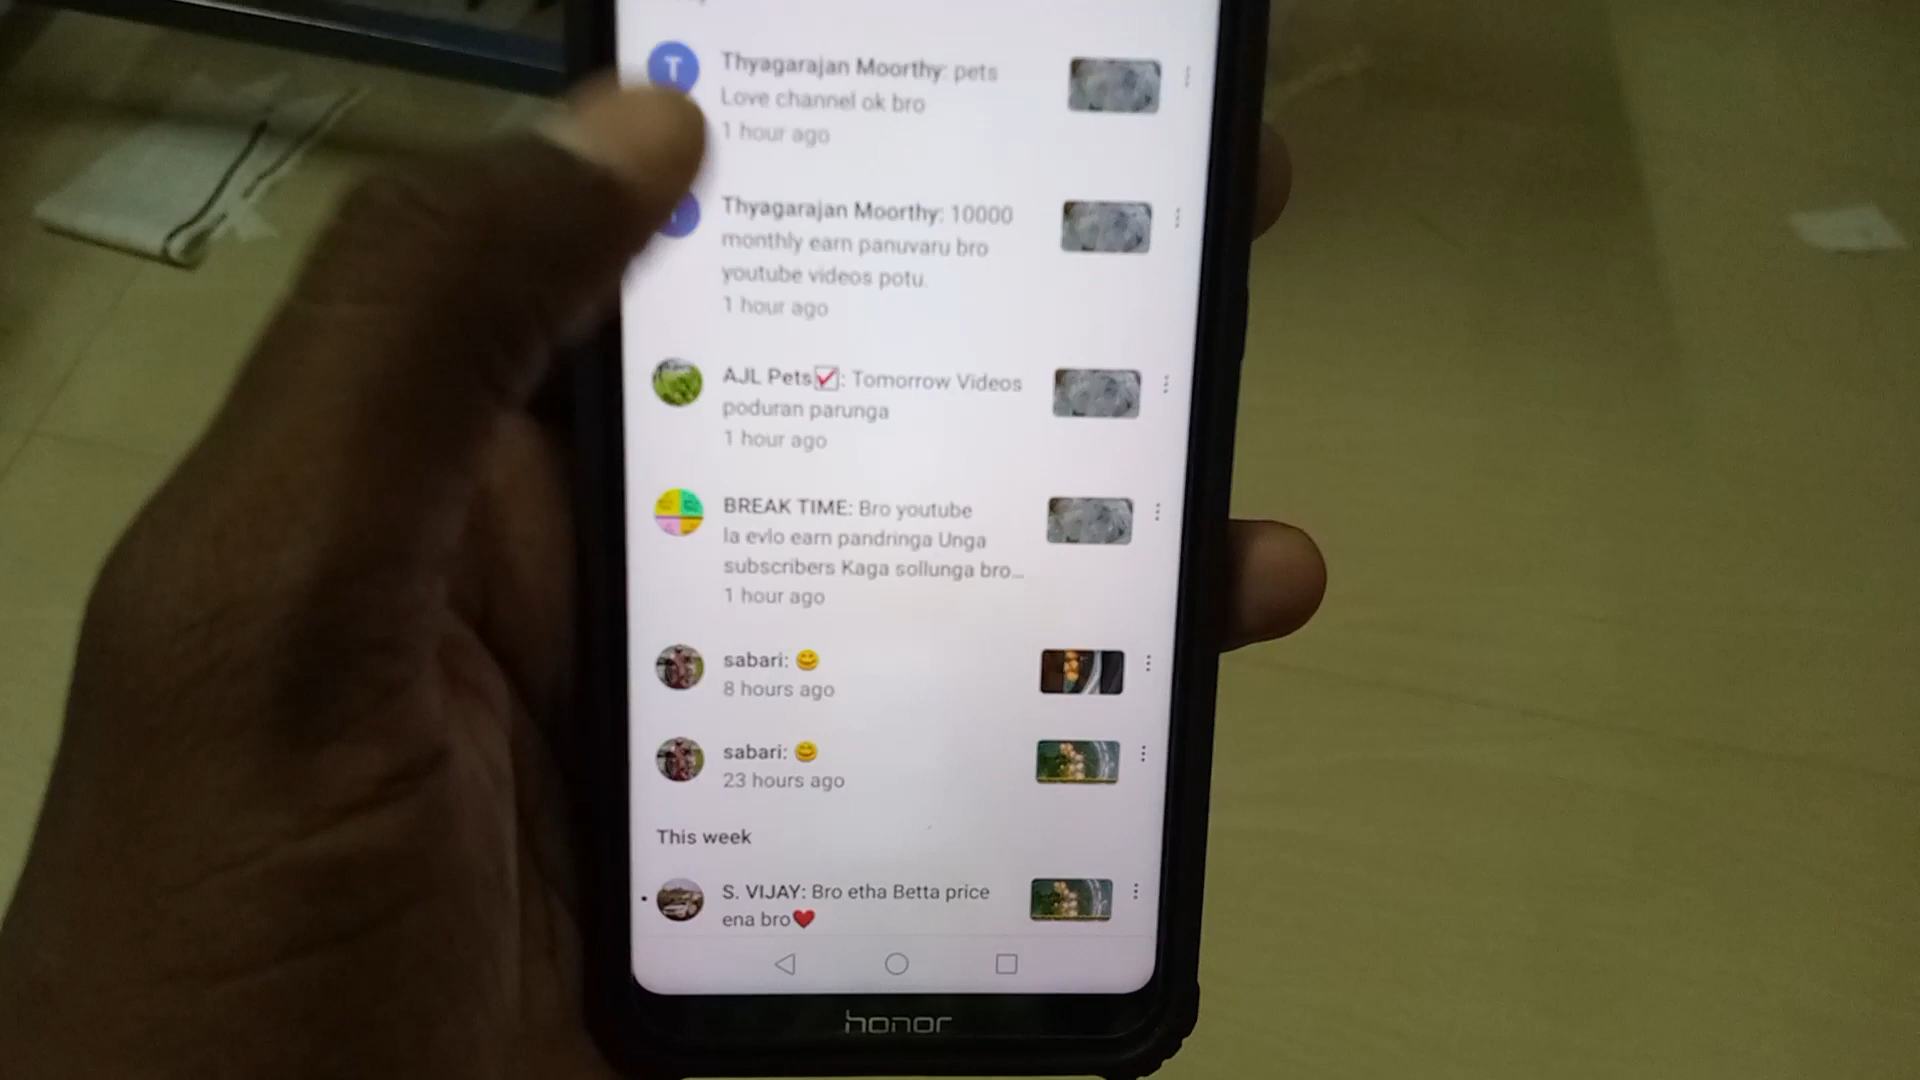 T
Thyagarajan Moorthy: pets
Love channel ok bro
1 hour ago
Thyagarajan Moorthy: 10000
monthly earn panuvaru bro
youtube videos potu.
1 hour ago
AJL Pets☑: Tomorrow Videos
poduran parunga
1 hour ago
BREAK TIME: Bro youtube
la evlo earn pandringa Unga
subscribers Kaga sollunga bro...
1 hour ago
sabari: 😊
8 hours ago
sabari: 😊
23 hours ago
This week
S. VIJAY: Bro etha Betta price
ena bro❤️
honor